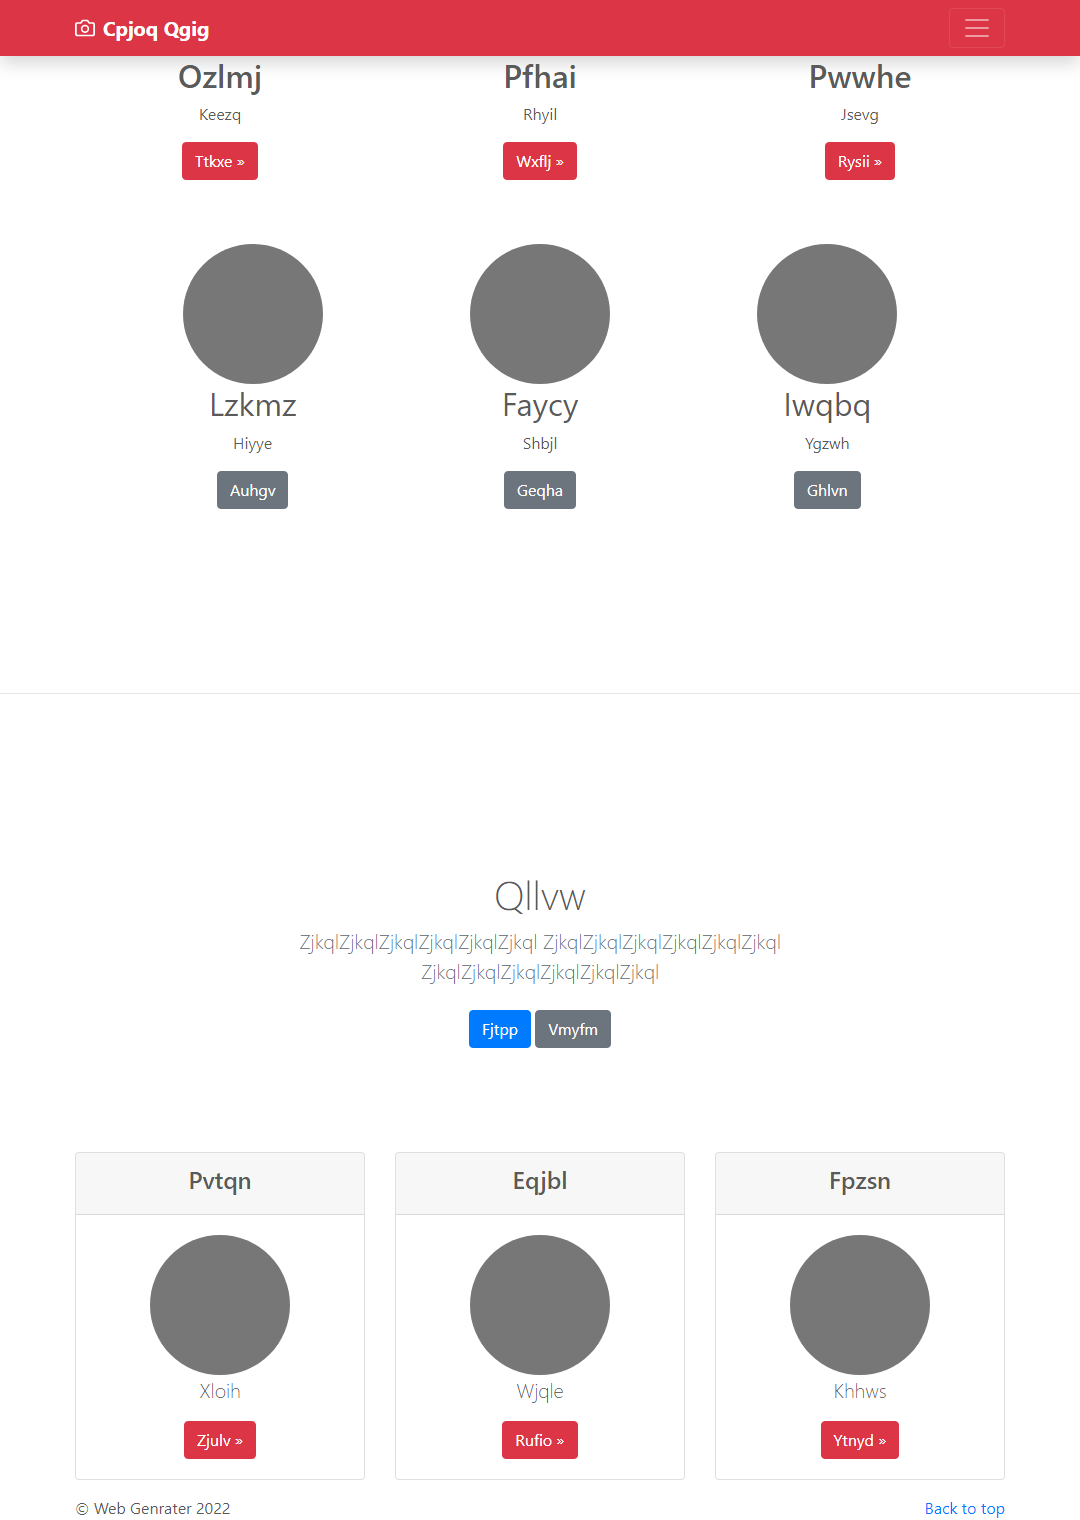 Cpjoq Qgig
Ozlmj Pfhai Pwwhe
Keezq Rhyil Jsevg
Ttkxe » Wxflj » Rysii »
Lzkmz Faycy Iwqbq
Hiyye Shbjl Ygzwh
Auhgv Geqha Ghlvn
Qllvw
ZjkqlZjkqlZjkqlZjkqlZjkqlZjkql ZjkqlZjkqlZjkqlZjkqlZjkqlZjkql
ZjkqlZjkqlZjkqlZjkqlZjkqlZjkql
Fjtpp Vmyfm
Pvtqn Eqjbl Fpzsn
Xloih Wjqle Khhws
Zjulv » Rufio » Ytnyd »
© Web Genrater 2022 Back to top